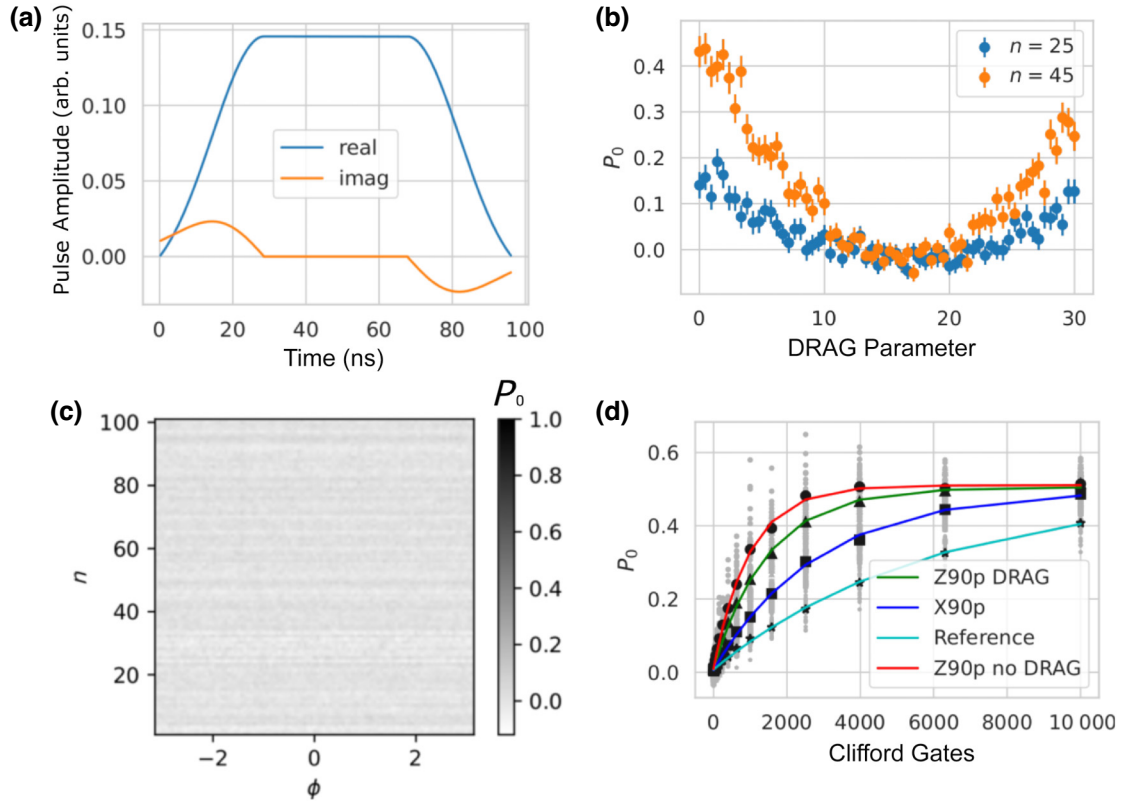 (a)
Pulse Amplitude (arb. units)
0.15
0.10
0.05
0.00
real
imag
0 20 40 60 80 100
Time (ns)
(b)
P0
0.4
0.3
0.2
0.1
0.0
n = 25
n = 45
0 10 20 30
DRAG Parameter
(c)
P0
n
100
80
60
40
20
−2 0 2
ϕ
1.0
0.8
0.6
0.4
0.2
0.0
(d)
P0
0.6
0.4
0.2
0.0
Z90p DRAG
X90p
Reference
Z90p no DRAG
0 2000 4000 6000 8000 10 000
Clifford Gates